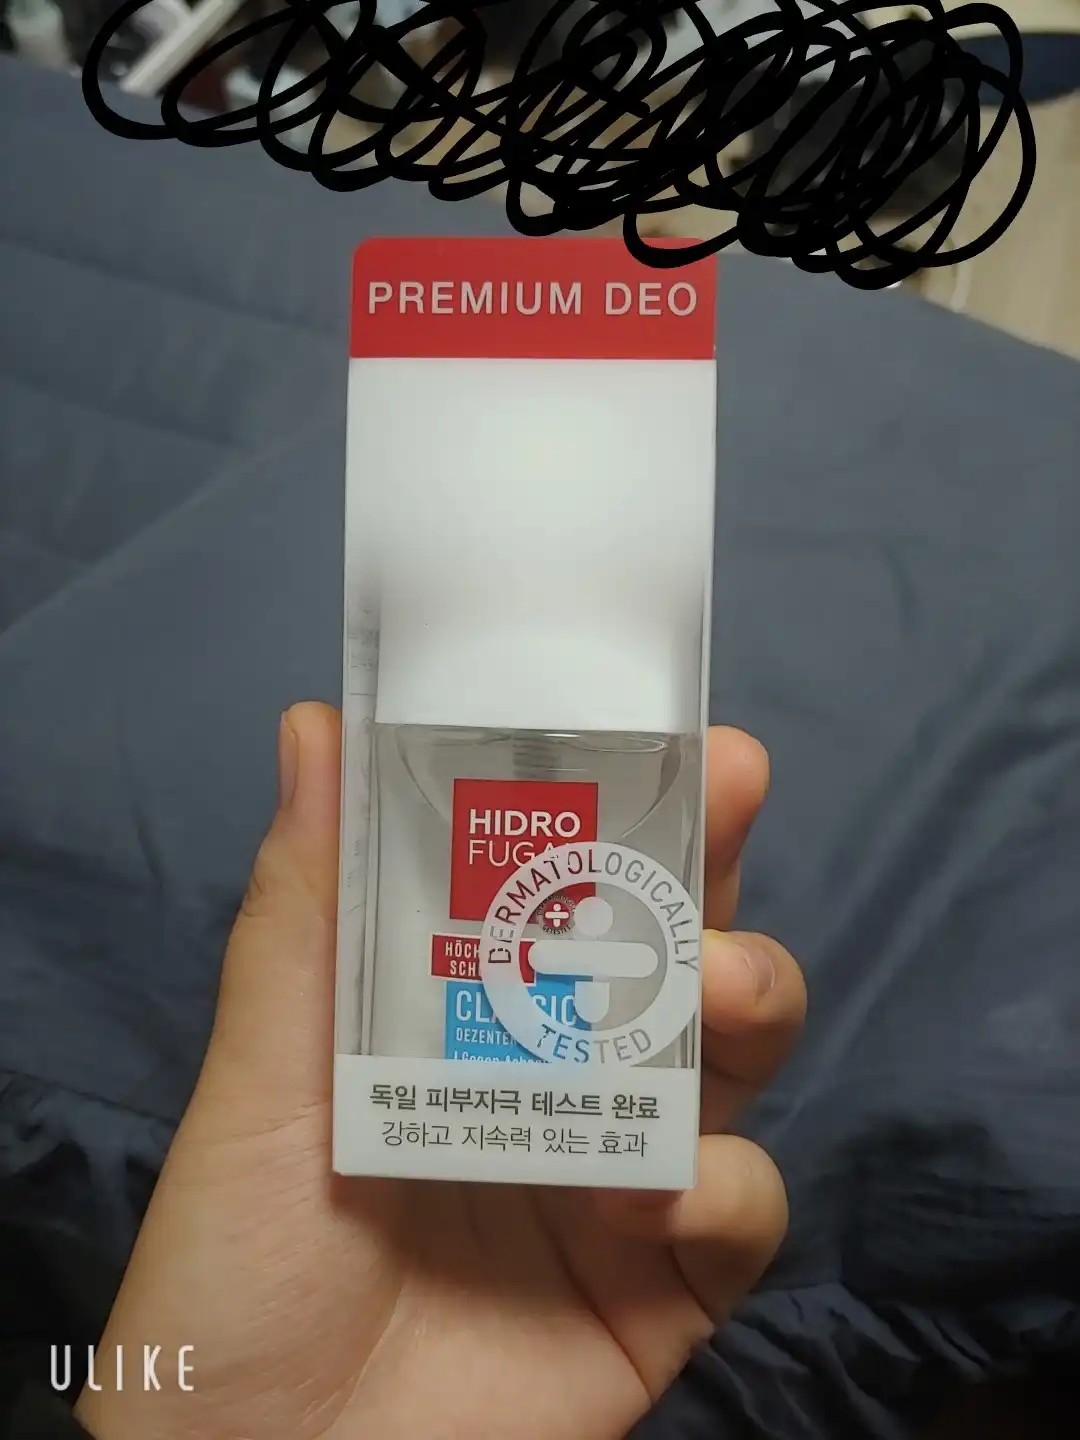 PREMIUM DEO
HIDRO
DERMATOLOGICALLY
TESTED
독일 피부자극 테스트 완료
강하고 지속력 있는 효과
ULIKE